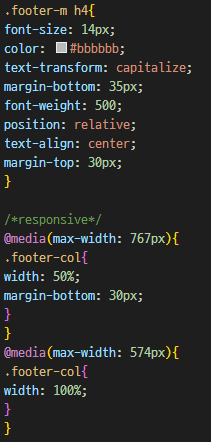 .footer-m h4{
font-size: 14px;
color: #bbbbbb;
text-transform: capitalize;
margin-bottom: 35px;
font-weight: 500;
position: relative;
text-align: center;
margin-top: 30px;
}
/*responsive*/
@media(max-width: 767px){
.footer-col{
width: 50%;
margin-bottom: 30px;
}
}
@media(max-width: 574px){
.footer-col{
width: 100%;
}
}